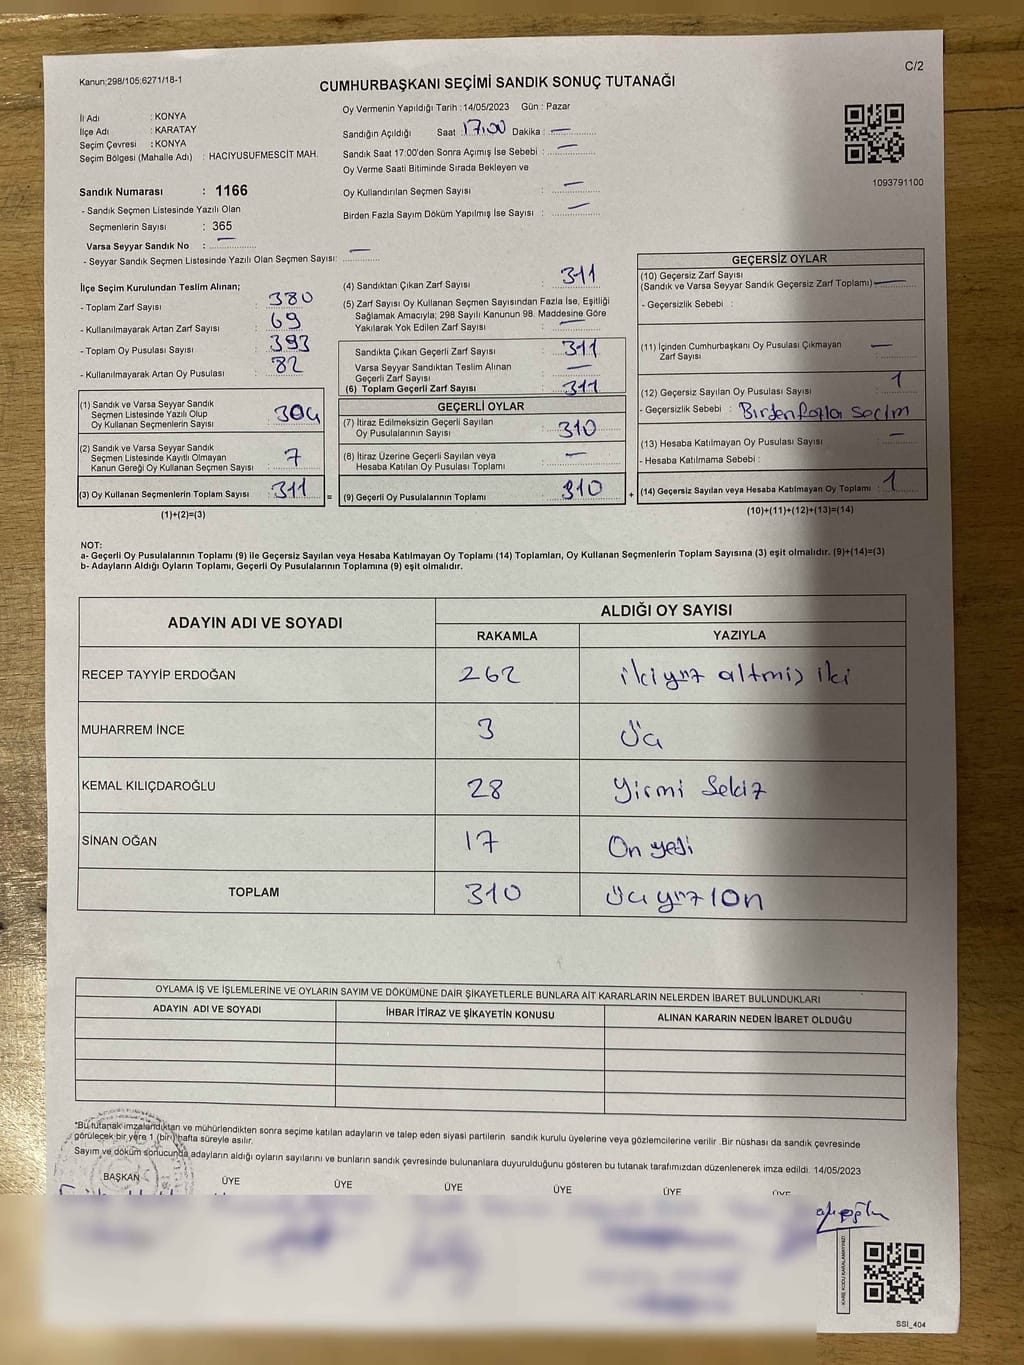 Kanun:298/105;6271/18-1
C/2
CUMHURBAŞKANI SEÇİMİ SANDIK SONUÇ TUTANAĞI
İl Adı : KONYA
İlçe Adı : KARATAY
Seçim Çevresi : KONYA
Seçim Bölgesi (Mahalle Adı) : HACIYUSUFMESCİT MAH.
Sandık Numarası : 1166
- Sandık Seçmen Listesinde Yazılı Olan
Seçmenlerin Sayısı : 365
Varsa Seyyar Sandık No : —
- Seyyar Sandık Seçmen Listesinde Yazılı Olan Seçmen Sayısı: —
Oy Vermenin Yapıldığı Tarih : 14/05/2023 Gün : Pazar
Sandığın Açıldığı Saat 17.00 Dakika : —
Sandık Saat 17:00'den Sonra Açımış İse Sebebi : —
Oy Verme Saati Bitiminde Sırada Bekleyen ve
Oy Kullandırılan Seçmen Sayısı : —
Birden Fazla Sayım Döküm Yapılmış İse Sayısı : —
1093791100
İlçe Seçim Kurulundan Teslim Alınan;
- Toplam Zarf Sayısı : 380
- Kullanılmayarak Artan Zarf Sayısı : 69
- Toplam Oy Pusulası Sayısı : 393
- Kullanılmayarak Artan Oy Pusulası : 82
(1) Sandık ve Varsa Seyyar Sandık
Seçmen Listesinde Yazılı Olup
Oy Kullanan Seçmenlerin Sayısı : 304
(2) Sandık ve Varsa Seyyar Sandık
Seçmen Listesinde Kayıtlı Olmayan
Kanun Gereği Oy Kullanan Seçmen Sayısı : 7
(3) Oy Kullanan Seçmenlerin Toplam Sayısı : 311
(1)+(2)=(3)
(4) Sandıktan Çıkan Zarf Sayısı : 311
(5) Zarf Sayısı Oy Kullanan Seçmen Sayısından Fazla İse, Eşitliği
Sağlamak Amacıyla; 298 Sayılı Kanunun 98. Maddesine Göre
Yakılarak Yok Edilen Zarf Sayısı : —
Sandıkta Çıkan Geçerli Zarf Sayısı : 311
Varsa Seyyar Sandıktan Teslim Alınan
Geçerli Zarf Sayısı : —
(6) Toplam Geçerli Zarf Sayısı : 311
=
GEÇERLİ OYLAR
(7) İtiraz Edilmeksizin Geçerli Sayılan
Oy Pusulalarının Sayısı : 310
(8) İtiraz Üzerine Geçerli Sayılan veya
Hesaba Katılan Oy Pusulası Toplamı : —
(9) Geçerli Oy Pusulalarının Toplamı : 310
+
GEÇERSİZ OYLAR
(10) Geçersiz Zarf Sayısı
(Sandık ve Varsa Seyyar Sandık Geçersiz Zarf Toplamı) —
- Geçersizlik Sebebi :
(11) İçinden Cumhurbaşkanı Oy Pusulası Çıkmayan
Zarf Sayısı : —
(12) Geçersiz Sayılan Oy Pusulası Sayısı : 1
- Geçersizlik Sebebi : Birden fazla secim
(13) Hesaba Katılmayan Oy Pusulası Sayısı : —
- Hesaba Katılmama Sebebi :
(14) Geçersiz Sayılan veya Hesaba Katılmayan Oy Toplamı : 1
(10)+(11)+(12)+(13)=(14)
NOT:
a- Geçerli Oy Pusulalarının Toplamı (9) ile Geçersiz Sayılan veya Hesaba Katılmayan Oy Toplamı (14) Toplamları, Oy Kullanan Seçmenlerin Toplam Sayısına (3) eşit olmalıdır. (9)+(14)=(3)
b- Adayların Aldığı Oyların Toplamı, Geçerli Oy Pusulalarının Toplamına (9) eşit olmalıdır.
ADAYIN ADI VE SOYADI
ALDIĞI OY SAYISI
RAKAMLA YAZIYLA
RECEP TAYYİP ERDOĞAN 262 ikiyüz altmış iki
MUHARREM İNCE 3 Üç
KEMAL KILIÇDAROĞLU 28 Yirmi Sekiz
SİNAN OĞAN 17 On yedi
TOPLAM 310 Üç yüz on
OYLAMA İŞ VE İŞLEMLERİNE VE OYLARIN SAYIM VE DÖKÜMÜNE DAİR ŞİKAYETLERLE BUNLARA AİT KARARLARIN NELERDEN İBARET BULUNDUKLARI
ADAYIN ADI VE SOYADI İHBAR İTİRAZ VE ŞİKAYETİN KONUSU ALINAN KARARIN NEDEN İBARET OLDUĞU
*Bu tutanak imzalandıktan ve mühürlendikten sonra seçime katılan adayların ve talep eden siyasi partilerin sandık kurulu üyelerine veya gözlemcilerine verilir .Bir nüshası da sandık çevresinde
görülecek bir yere 1 (bir) hafta süreyle asılır.
Sayım ve döküm sonucunda adayların aldığı oyların sayılarını ve bunların sandık çevresinde bulunanlara duyurulduğunu gösteren bu tutanak tarafımızdan düzenlenerek imza edildi. 14/05/2023
BAŞKAN ÜYE ÜYE ÜYE ÜYE ÜYE ÜYE
SSI_404